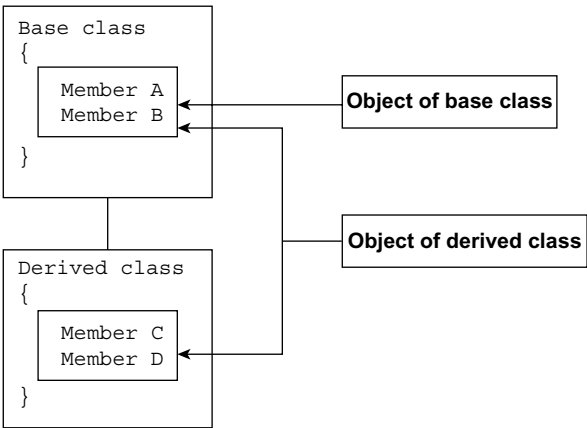 Base class
{
Member A
Member B
}
Object of base class
Object of derived class
Derived class
{
Member C
Member D
}